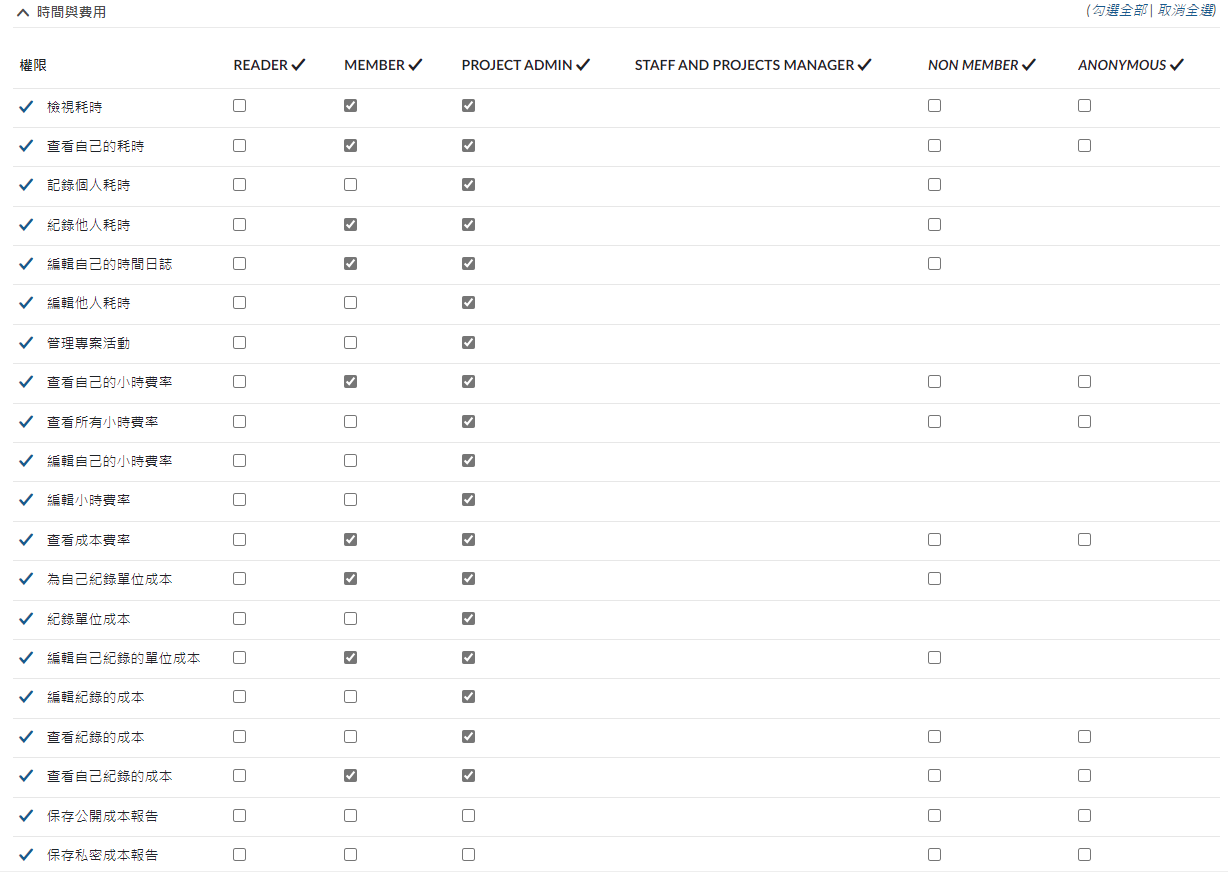 時間與費用
(勾選全部 | 取消全選)
權限 READER MEMBER PROJECT ADMIN STAFF AND PROJECTS MANAGER NON MEMBER ANONYMOUS
檢視耗時
查看自己的耗時
記錄個人耗時
紀錄他人耗時
編輯自己的時間日誌
編輯他人耗時
管理專案活動
查看自己的小時費率
查看所有小時費率
編輯自己的小時費率
編輯小時費率
查看成本費率
為自己紀錄單位成本
紀錄單位成本
編輯自己紀錄的單位成本
編輯紀錄的成本
查看紀錄的成本
查看自己紀錄的成本
保存公開成本報告
保存私密成本報告